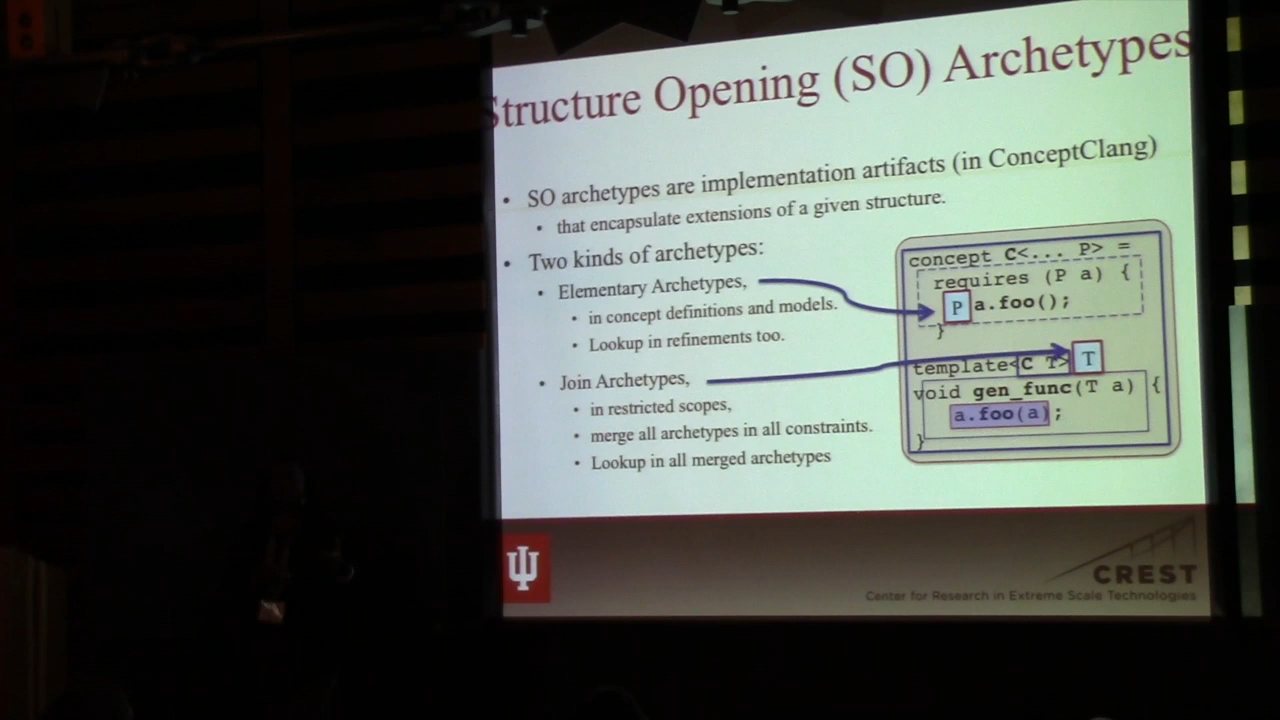 Structure Opening (SO) Archetypes
• SO archetypes are implementation artifacts (in ConceptClang)
• that encapsulate extensions of a given structure.
• Two kinds of archetypes:
• Elementary Archetypes,
• in concept definitions and models.
• Lookup in refinements too.
• Join Archetypes,
• in restricted scopes,
• merge all archetypes in all constraints.
• Lookup in all merged archetypes
concept C<... P> =
requires (P a) {
P a.foo();
}
template<C T> T
void gen_func(T a) {
a.foo(a);
}
CREST
Center for Research in Extreme Scale Technologies